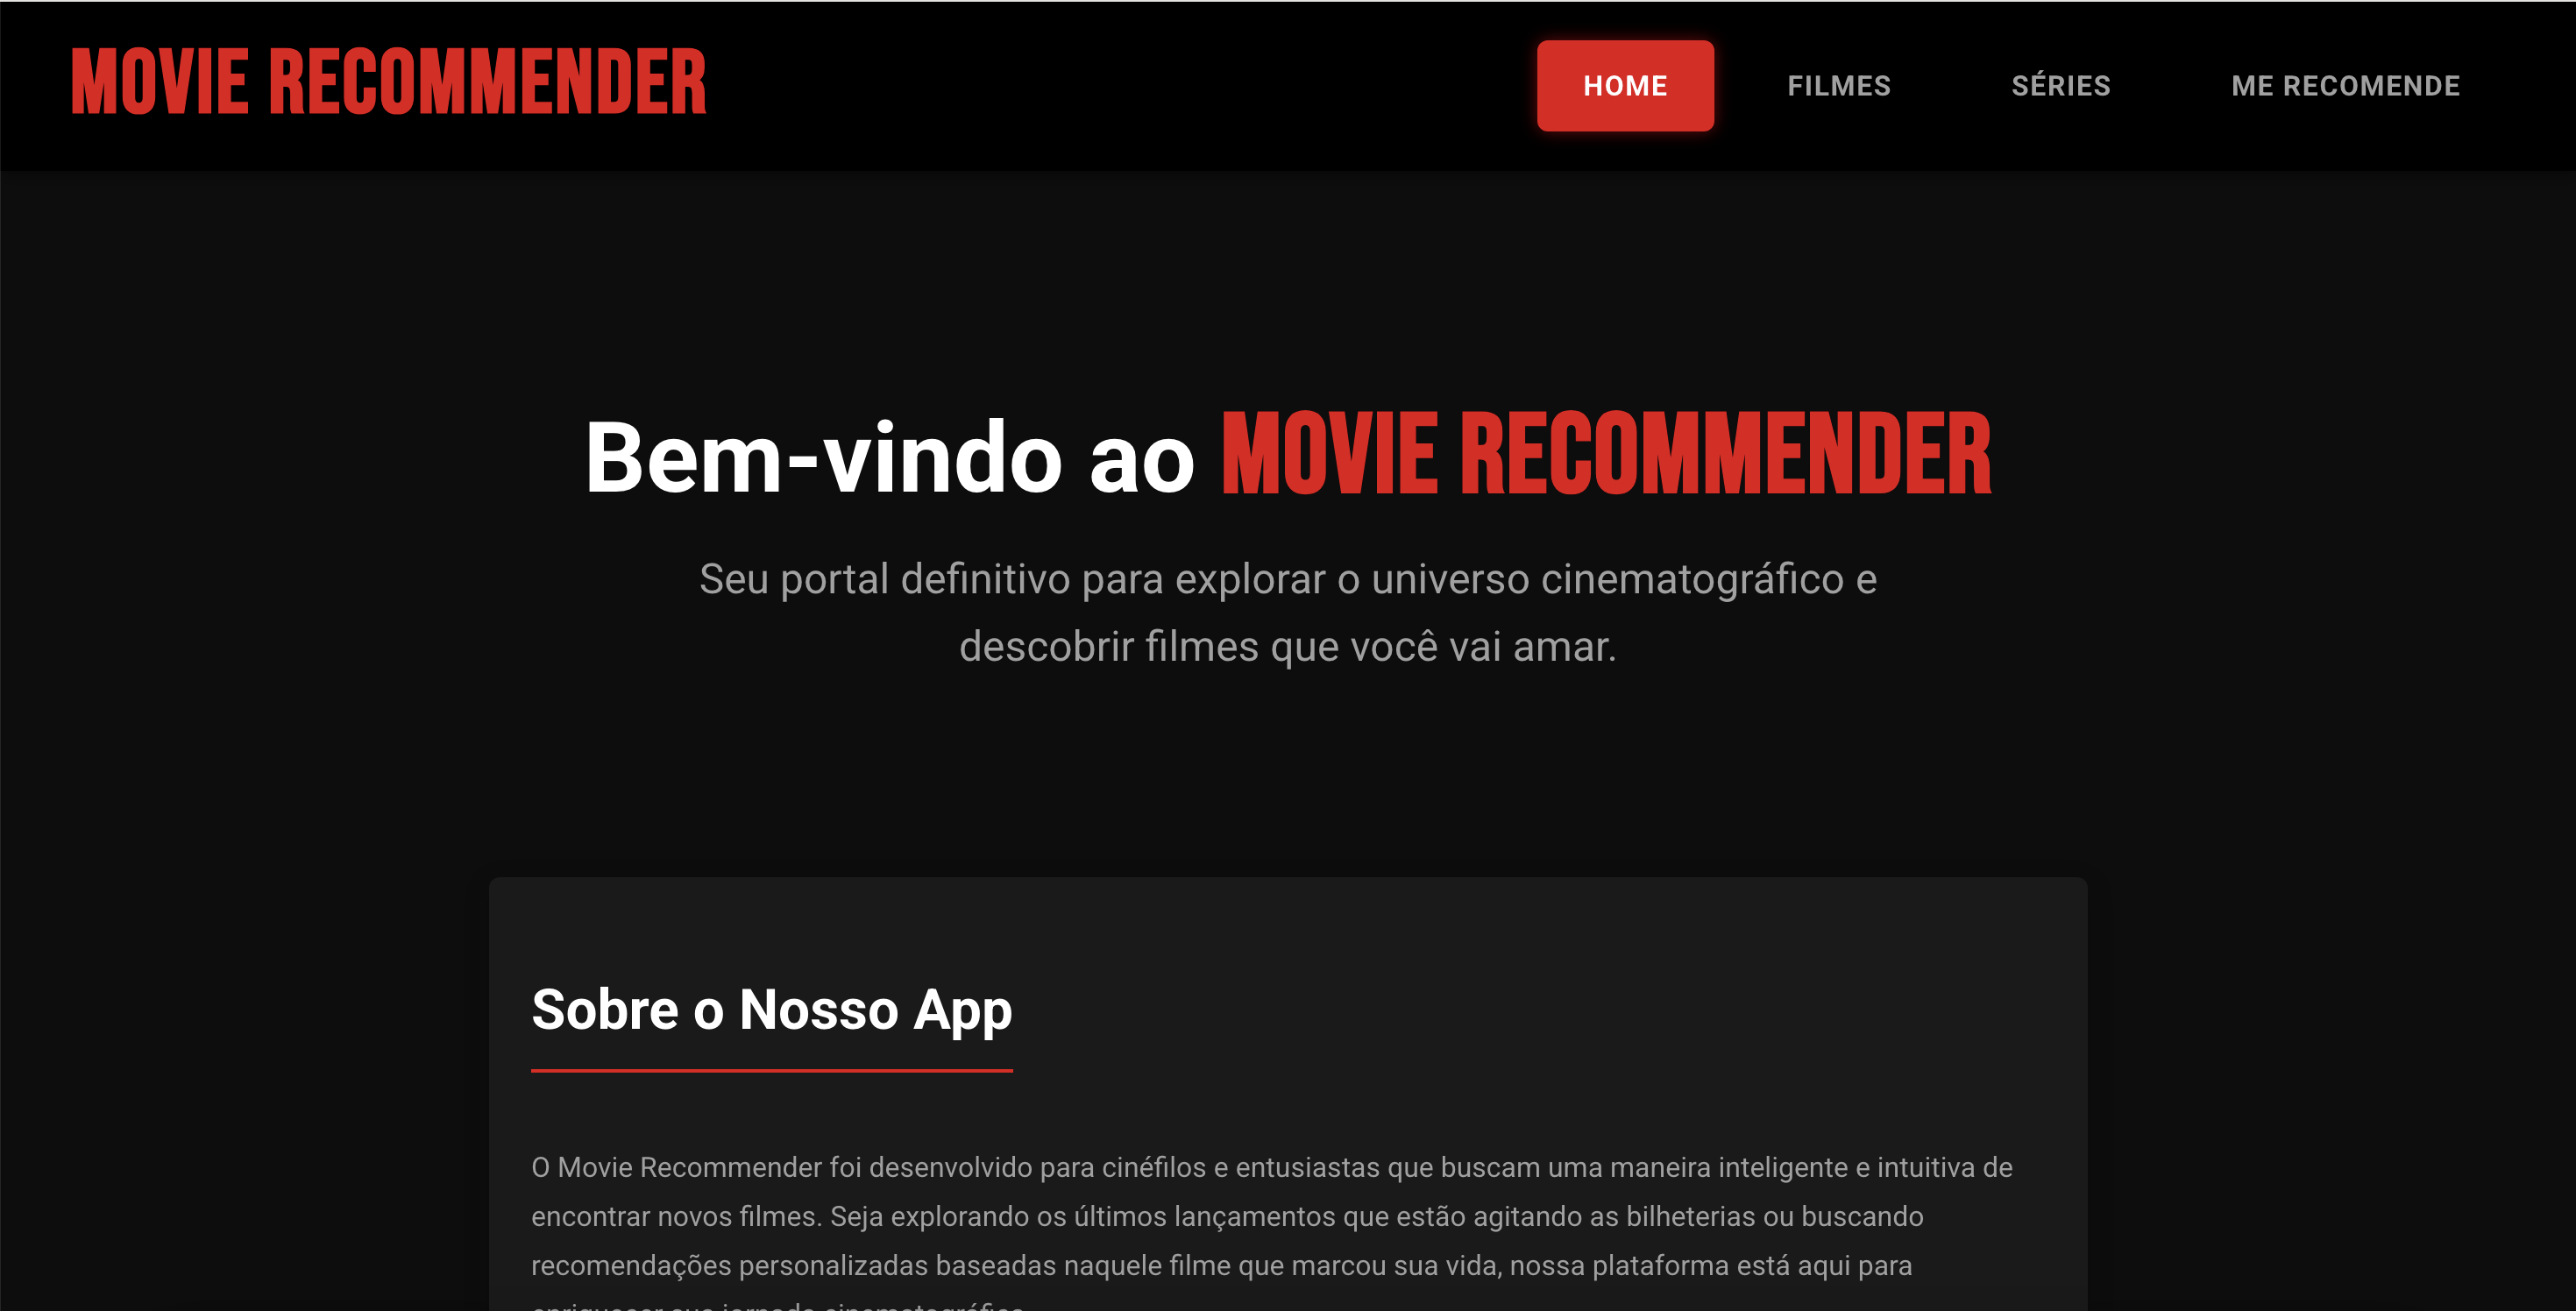 MOVIE RECOMMENDER
HOME
FILMES
SÉRIES
ME RECOMENDE
Bem-vindo ao MOVIE RECOMMENDER
Seu portal definitivo para explorar o universo cinematográfico e
descobrir filmes que você vai amar.
Sobre o Nosso App
O Movie Recommender foi desenvolvido para cinéfilos e entusiastas que buscam uma maneira inteligente e intuitiva de
encontrar novos filmes. Seja explorando os últimos lançamentos que estão agitando as bilheterias ou buscando
recomendações personalizadas baseadas naquele filme que marcou sua vida, nossa plataforma está aqui para